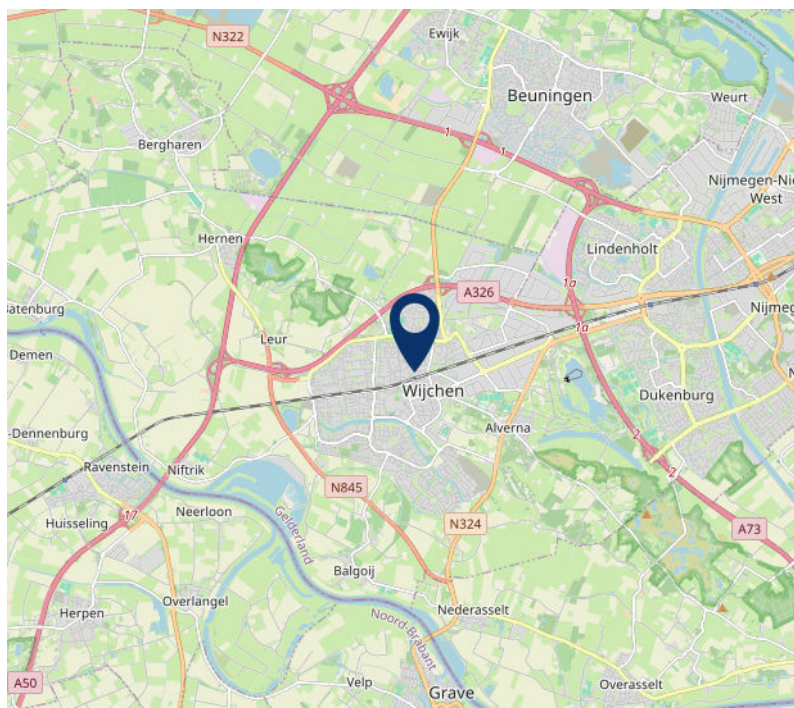 N322
Ewijk
Beuningen
Weurt
Bergharen
1
1
Nijmegen-Nie
West
Hernen
Lindenholt
A326
1a
Batenburg
Nijmeg
1a
Leur
Demen
Wijchen
Dukenburg
N
Alverna
2
-Dennenburg
Ravenstein
Niftrik
2
N845
17
Neerloon
Huisseling
Gelderland
N324
A73
Balgoij
Overlangel
Herpen
Nederasselt
Noord-Brabant
A50
Velp
Grave
Overasselt